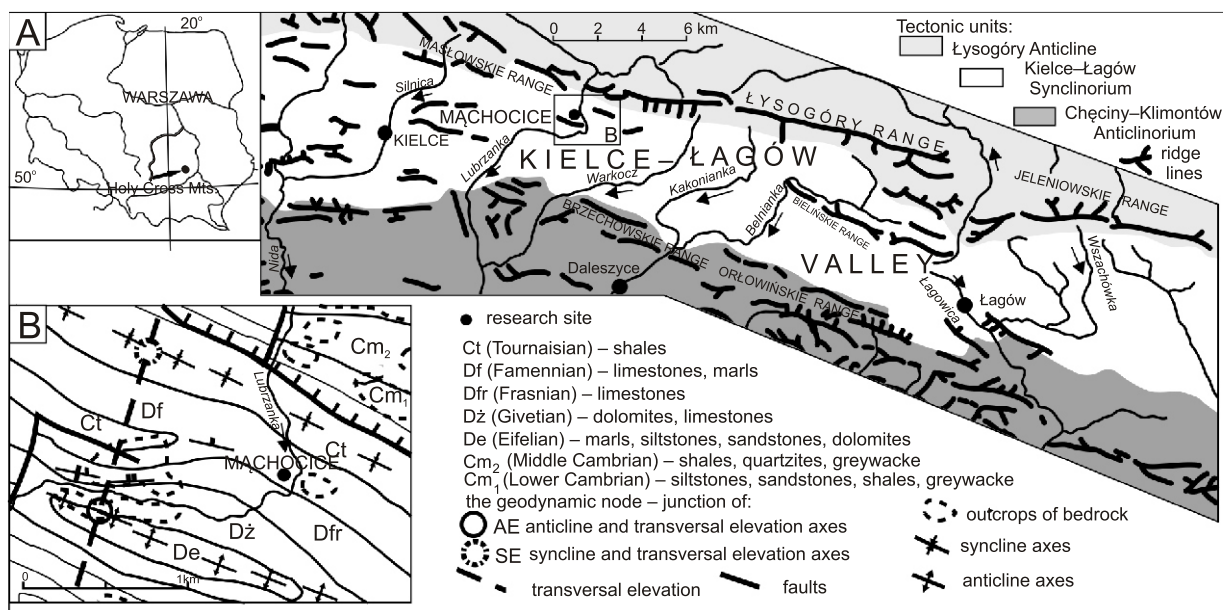 A
20°
WARSZAWA
50°
Holy Cross Mts.
0 2 4 6 km
MASŁOWSKIE RANGE
Silnica
MĄCHOCICE
B
KIELCE
Lubrzanka
ŁYSOGÓRY RANGE
KIELCE–ŁAGÓW
VALLEY
Warkocz
Kakonianka
Belnianka
BIELIŃSKIE RANGE
JELENIOWSKIE RANGE
Wszachówka
BRZECHOWSKIE RANGE
ORŁOWIŃSKIE RANGE
Nida
Daleszyce
Łagowica
Łagów
Tectonic units:
Łysogóry Anticline
Kielce–Łagów
Synclinorium
Chęciny–Klimontów
Anticlinorium
ridge
lines
B
Cm2
Cm1
Lubrzanka
Df
Ct
Ct
MĄCHOCICE
Dż
Dfr
De
0 1km
research site
Ct (Tournaisian) – shales
Df (Famennian) – limestones, marls
Dfr (Frasnian) – limestones
Dż (Givetian) – dolomites, limestones
De (Eifelian) – marls, siltstones, sandstones, dolomites
Cm2 (Middle Cambrian) – shales, quartzites, greywacke
Cm1 (Lower Cambrian) – siltstones, sandstones, shales, greywacke
the geodynamic node – junction of:
AE anticline and transversal elevation axes
SE syncline and transversal elevation axes
transversal elevation
faults
outcrops of bedrock
syncline axes
anticline axes